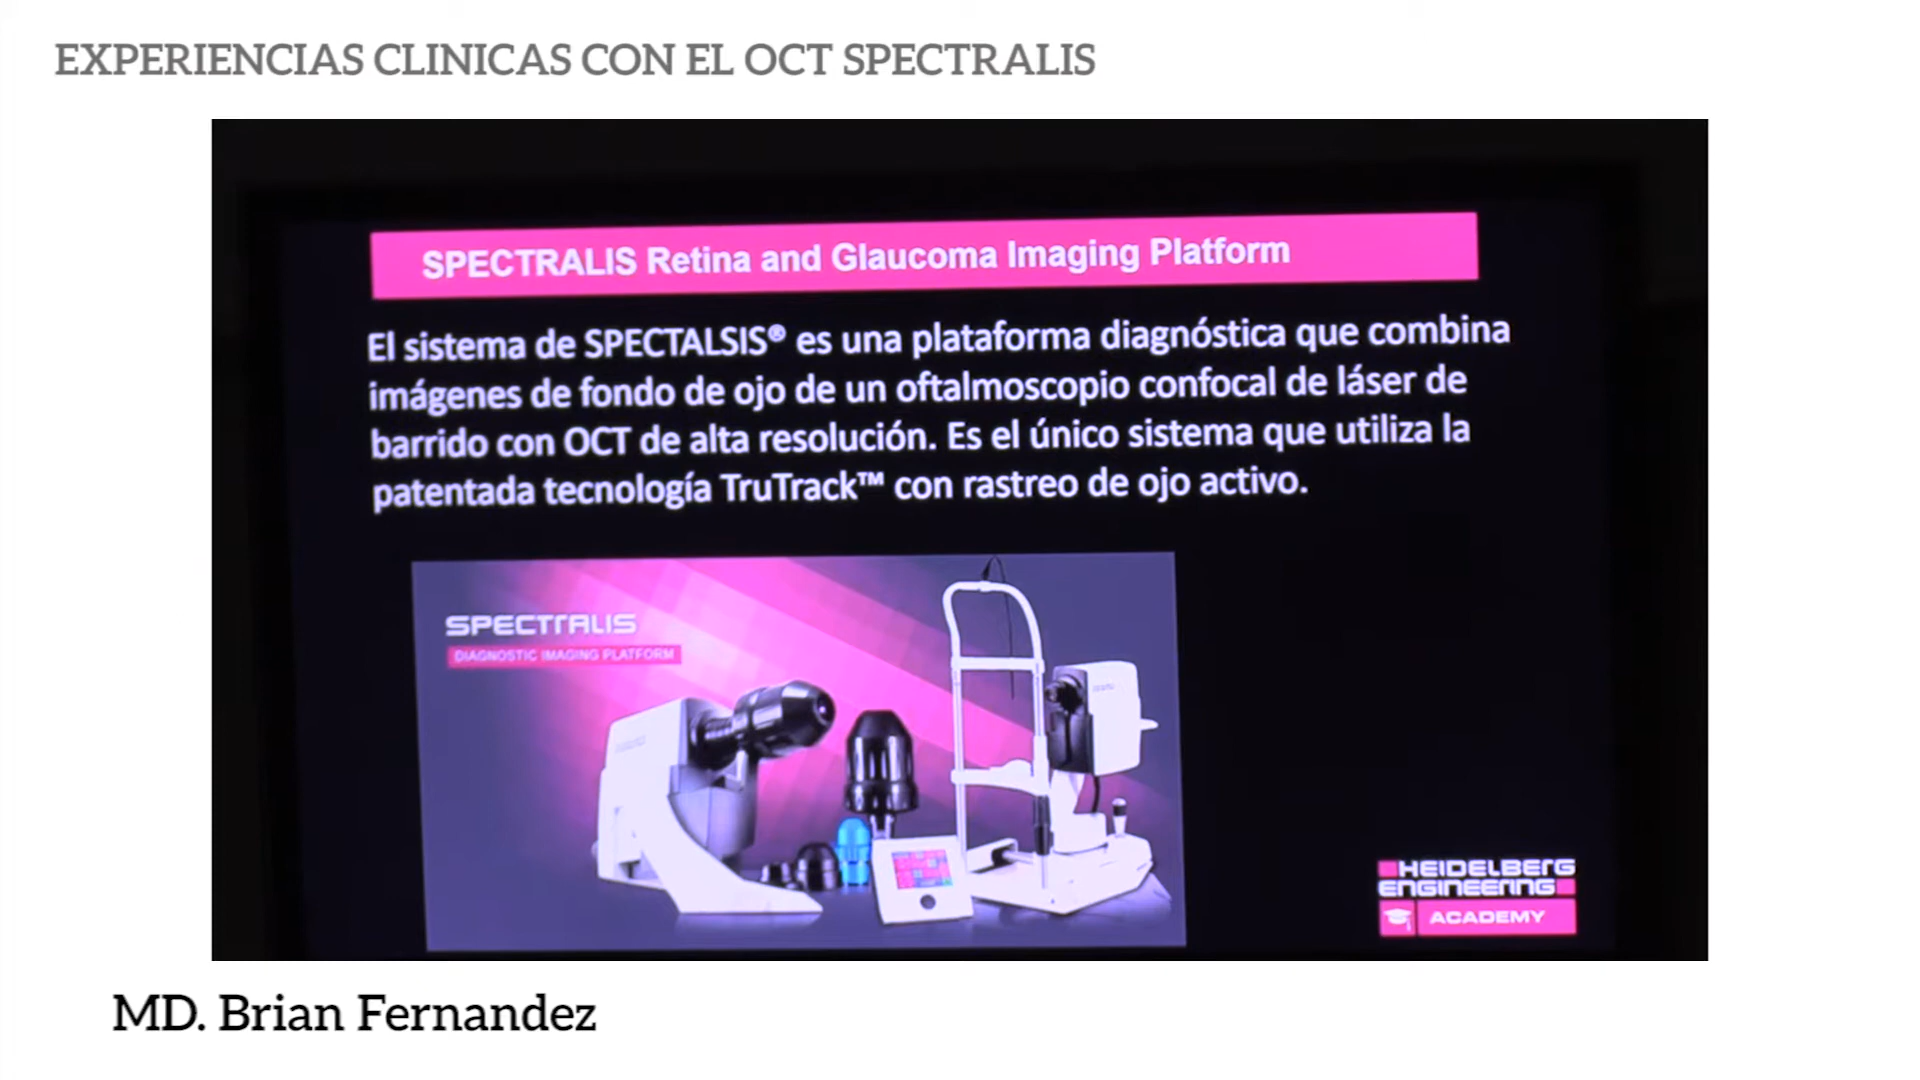 EXPERIENCIAS CLINICAS CON EL OCT SPECTRALIS
SPECTRALIS Retina and Glaucoma Imaging Platform
El sistema de SPECTALSIS® es una plataforma diagnóstica que combina
imágenes de fondo de ojo de un oftalmoscopio confocal de láser de
barrido con OCT de alta resolución. Es el único sistema que utiliza la
patentada tecnología TruTrack™ con rastreo de ojo activo.
SPECTRALIS
DIAGNOSTIC IMAGING PLATFORM
HEIDELBERG
ENGINEERING
ACADEMY
MD. Brian Fernandez